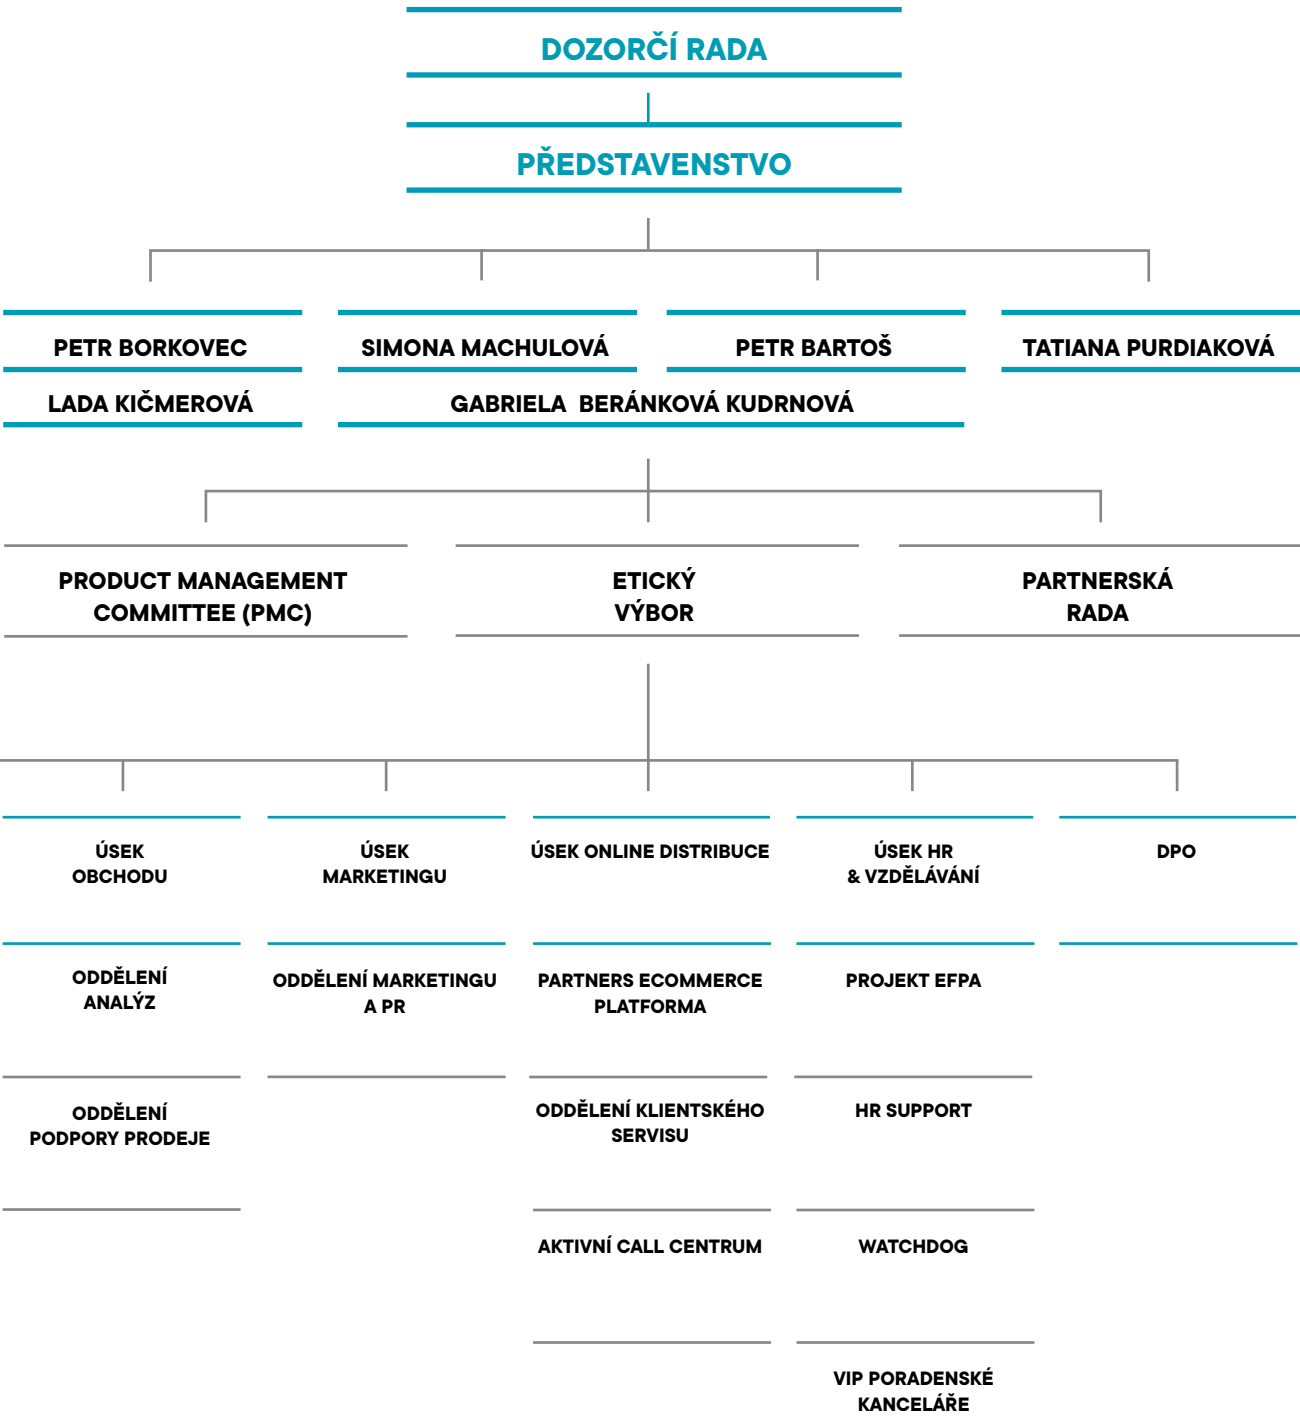 DOZORČÍ RADA
PŘEDSTAVENSTVO
PETR BORKOVEC
SIMONA MACHULOVÁ
PETR BARTOŠ
TATIANA PURDIAKOVÁ
LADA KIČMEROVÁ
GABRIELA BERÁNKOVÁ KUDRNOVÁ
PRODUCT MANAGEMENT
COMMITTEE (PMC)
ETICKÝ
VÝBOR
PARTNERSKÁ
RADA
ÚSEK
OBCHODU
ÚSEK
MARKETINGU
ÚSEK ONLINE DISTRIBUCE
ÚSEK HR
& VZDĚLÁVÁNÍ
DPO
ODDĚLENÍ
ANALÝZ
ODDĚLENÍ MARKETINGU
A PR
PARTNERS ECOMMERCE
PLATFORMA
PROJEKT EFPA
ODDĚLENÍ
PODPORY PRODEJE
ODDĚLENÍ KLIENTSKÉHO
SERVISU
HR SUPPORT
AKTIVNÍ CALL CENTRUM
WATCHDOG
VIP PORADENSKÉ
KANCELÁŘE